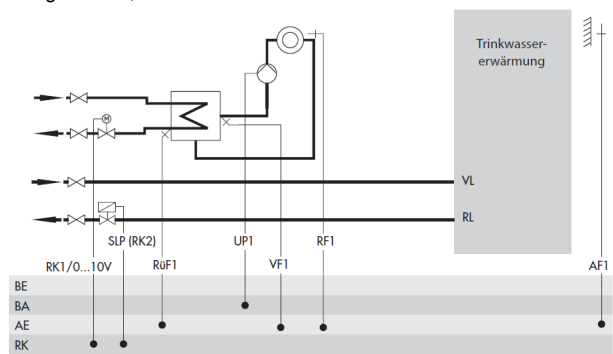 Trinkwasser-
erwärmung
M
VL
RL
SLP (RK2)
UP1
RF1
RK1/0...10V
RüF1
VF1
AF1
BE
BA
AE
RK